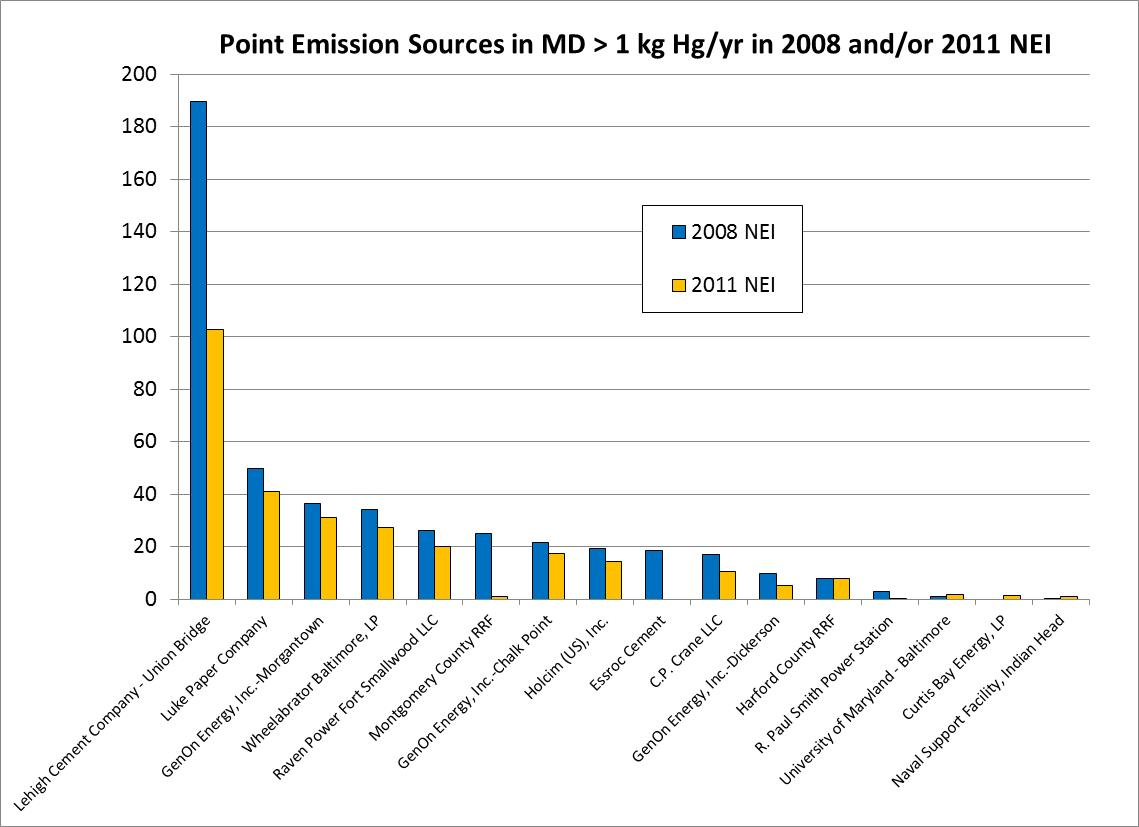 Point Emission Sources in MD > 1 kg Hg/yr in 2008 and/or 2011 NEI
200
180
160
140
120
100
80
60
40
20
0
2008 NEI
2011 NEI
Lehigh Cement Company - Union Bridge
Luke Paper Company
GenOn Energy, Inc.-Morgantown
Wheelabrator Baltimore, LP
Raven Power Fort Smallwood LLC
Montgomery County RRF
GenOn Energy, Inc.-Chalk Point
Holcim (US), Inc.
Essroc Cement
C.P. Crane LLC
GenOn Energy, Inc.-Dickerson
Harford County RRF
R. Paul Smith Power Station
University of Maryland - Baltimore
Curtis Bay Energy, LP
Naval Support Facility, Indian Head